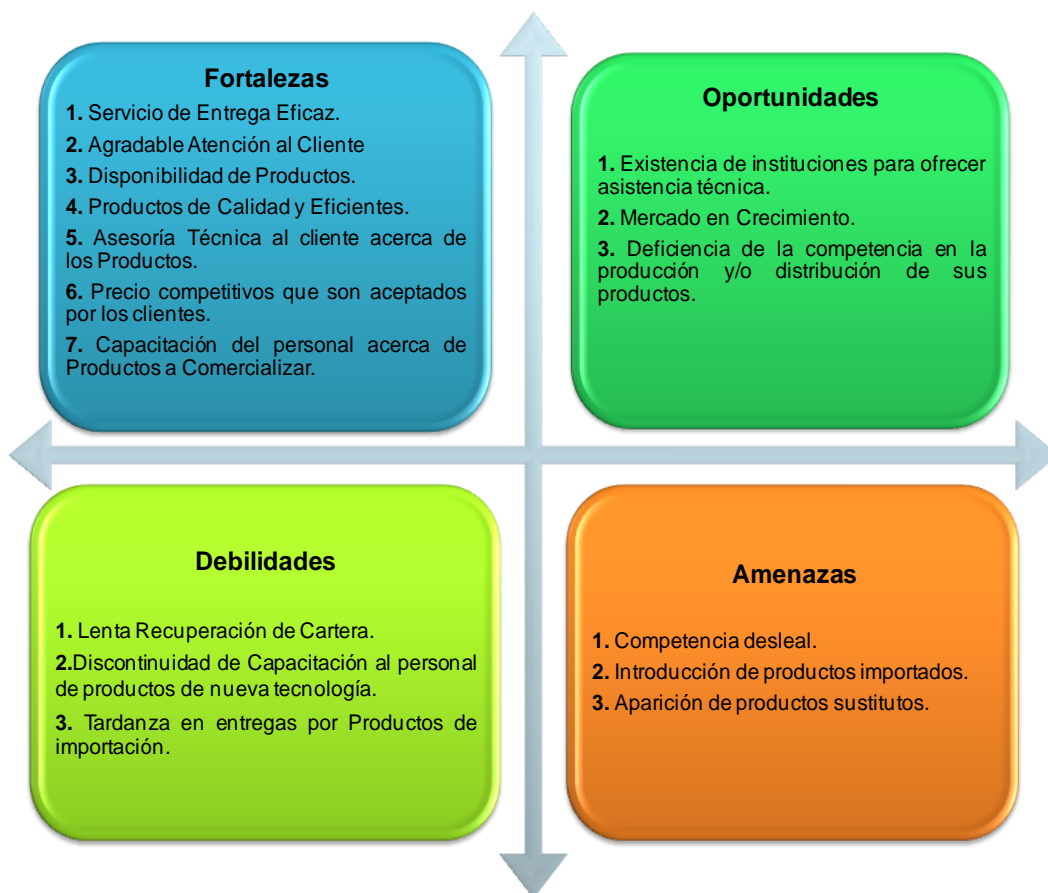 Fortalezas
1. Servicio de Entrega Eficaz.
2. Agradable Atención al Cliente
3. Disponibilidad de Productos.
4. Productos de Calidad y Eficientes.
5. Asesoría Técnica al cliente acerca de
los Productos.
6. Precio competitivos que son aceptados
por los clientes.
7. Capacitación del personal acerca de
Productos a Comercializar.
Oportunidades
1. Existencia de instituciones para ofrecer
asistencia técnica.
2. Mercado en Crecimiento.
3. Deficiencia de la competencia en la
producción y/o distribución de sus
productos.
Debilidades
1. Lenta Recuperación de Cartera.
2.Discontinuidad de Capacitación al personal
de productos de nueva tecnología.
3. Tardanza en entregas por Productos de
importación.
Amenazas
1. Competencia desleal.
2. Introducción de productos importados.
3. Aparición de productos sustitutos.